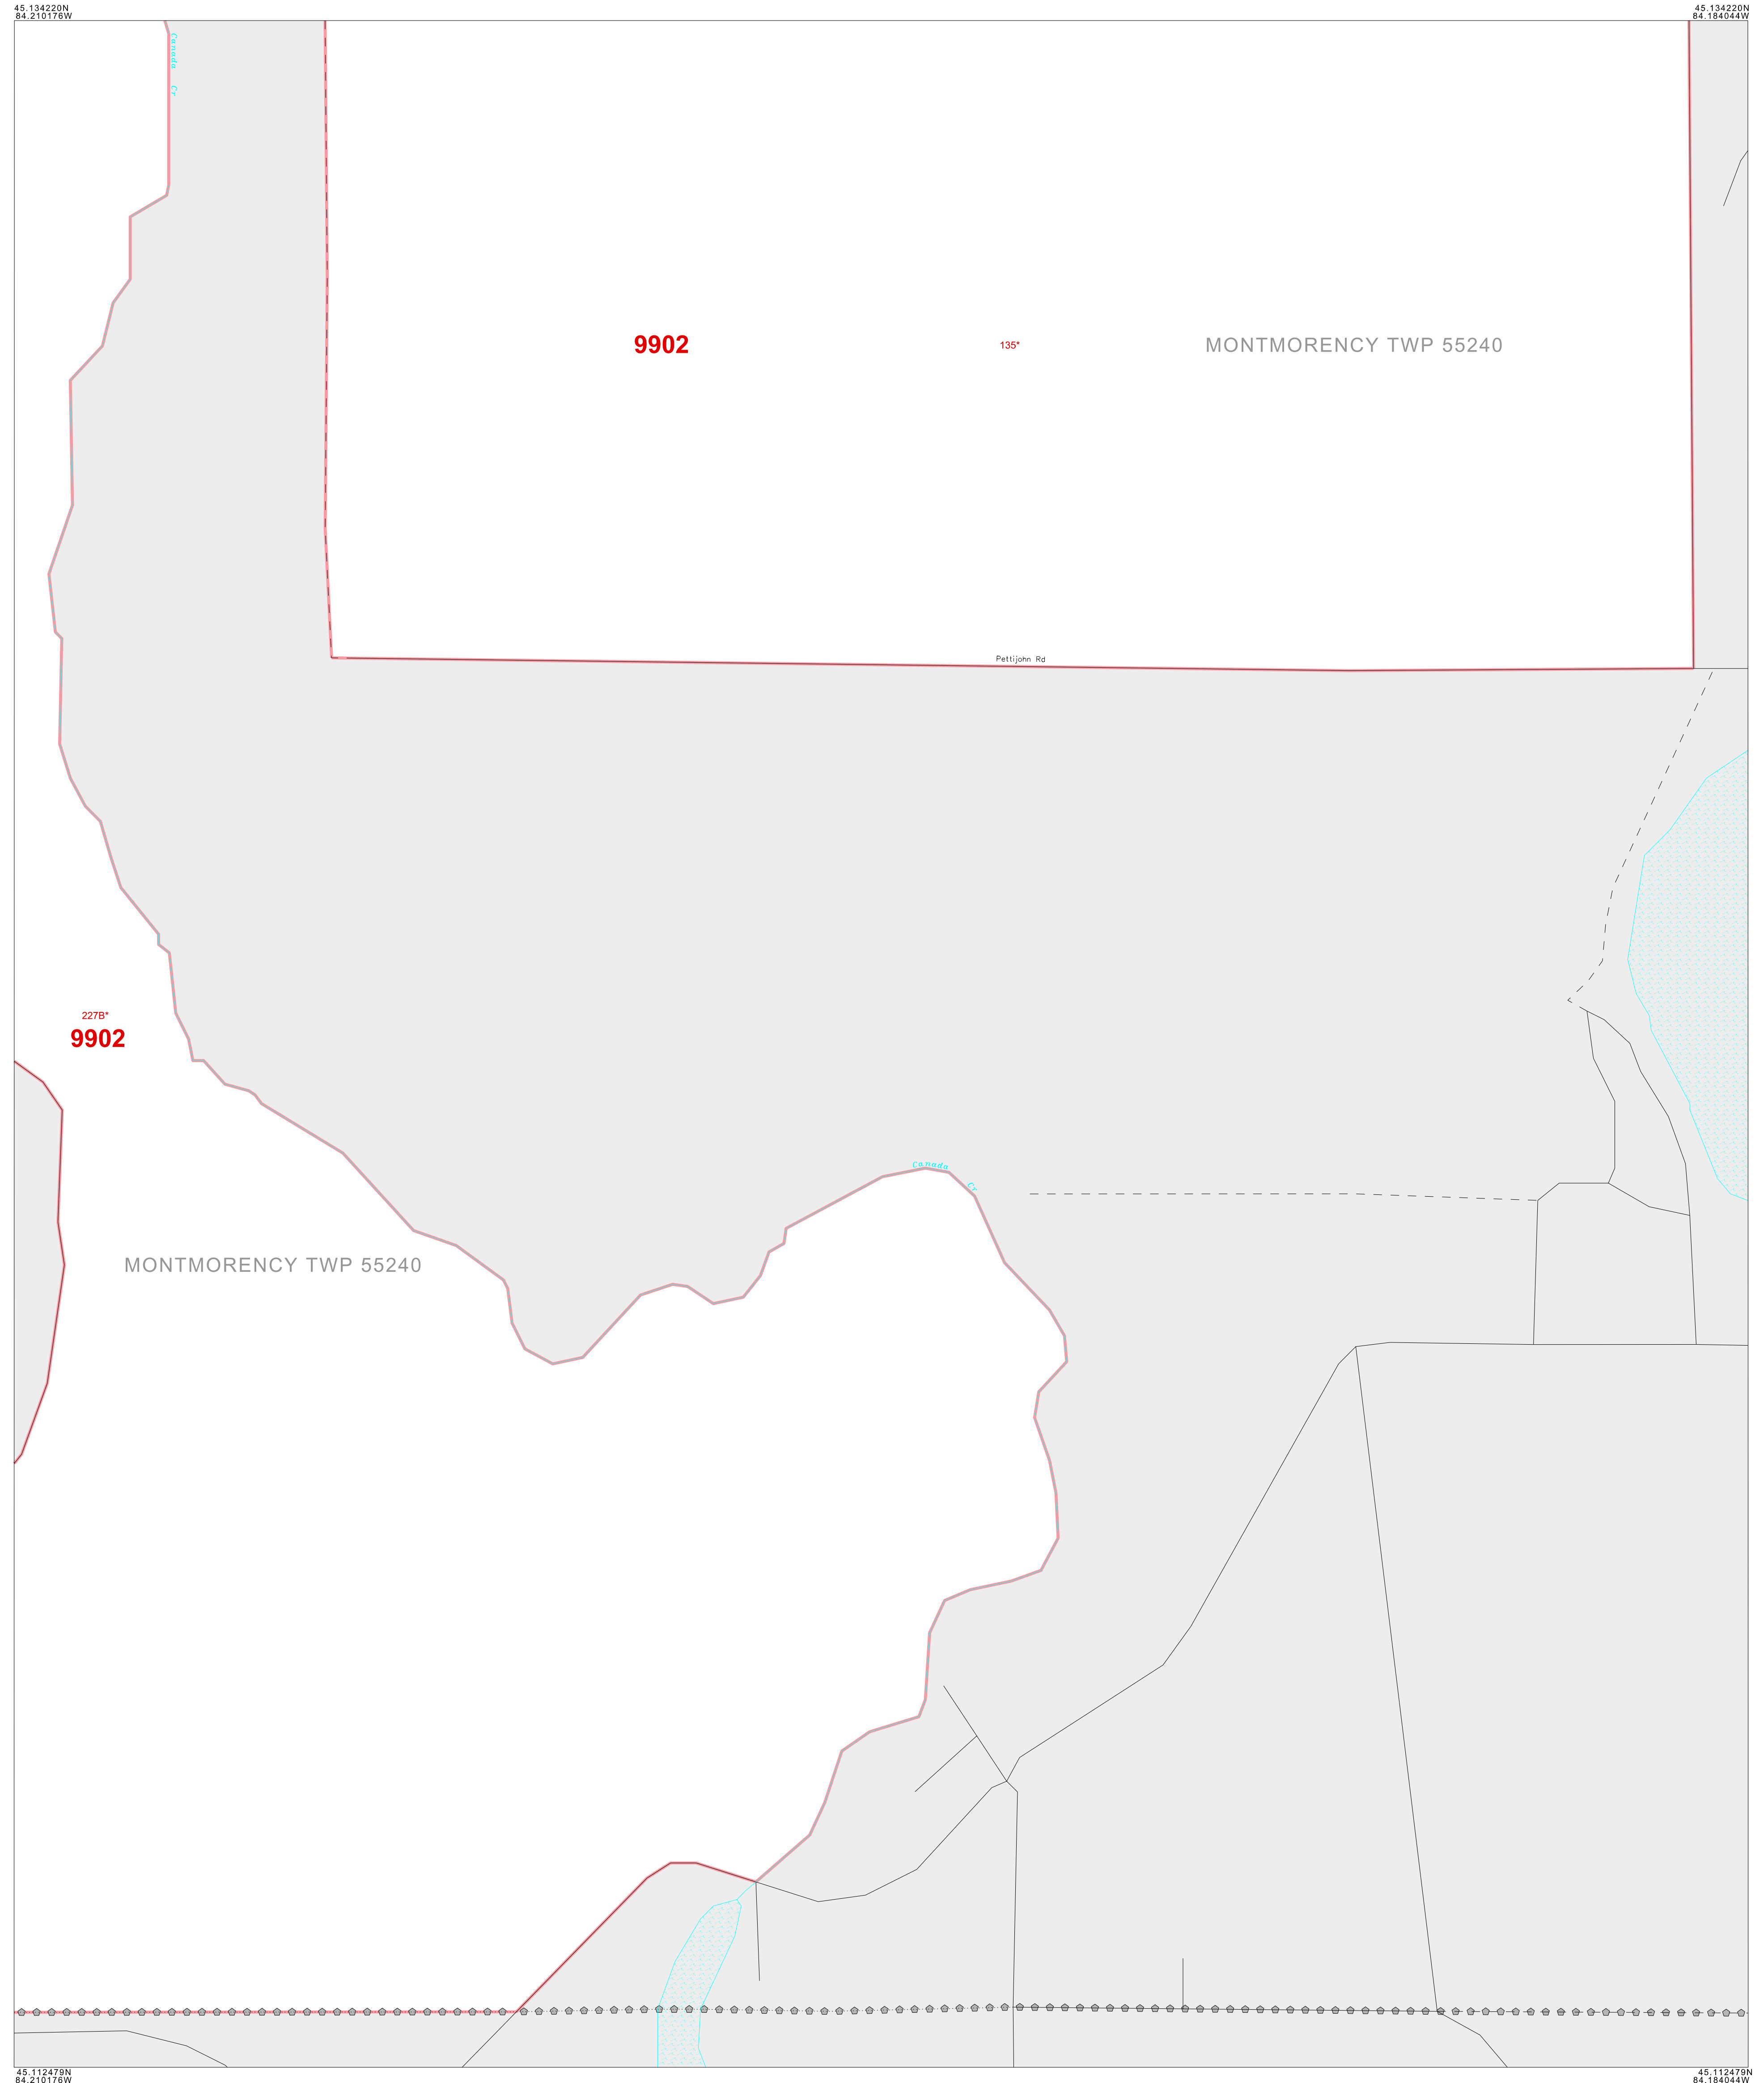 45.134220N
84.210176W
45.134220N
84.184044W
Canada Cr
9902
135*
MONTMORENCY TWP 55240
Pettijohn Rd
227B*
9902
Canada Cr
MONTMORENCY TWP 55240
45.112479N
84.210176W
45.112479N
84.184044W